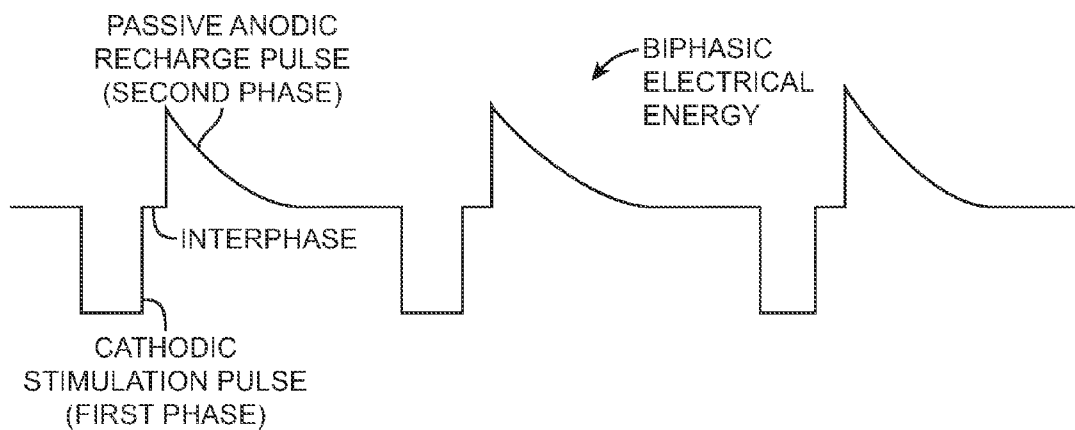 PASSIVE ANODIC
RECHARGE PULSE
(SECOND PHASE)
BIPHASIC
ELECTRICAL
ENERGY
INTERPHASE
CATHODIC
STIMULATION PULSE
(FIRST PHASE)